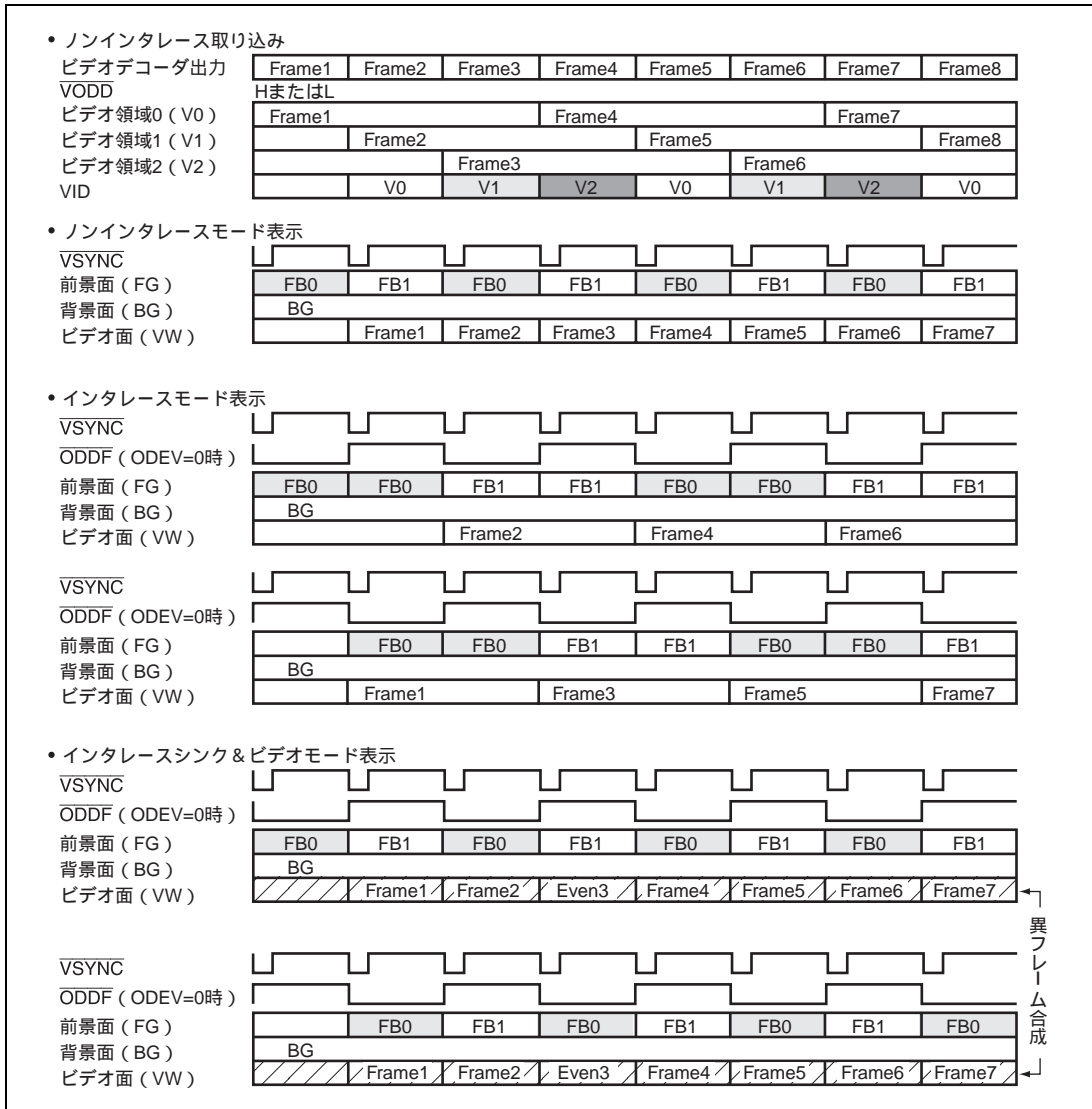 • ノンインタレース取り込み
ビデオデコーダ出力 Frame1 Frame2 Frame3 Frame4 Frame5 Frame6 Frame7 Frame8
VODD HまたはL
ビデオ領域0（V0） Frame1 Frame4 Frame7
ビデオ領域1（V1） Frame2 Frame5 Frame8
ビデオ領域2（V2） Frame3 Frame6
VID V0 V1 V2 V0 V1 V2 V0
• ノンインタレースモード表示
VSYNC
前景面（FG） FB0 FB1 FB0 FB1 FB0 FB1 FB0 FB1
背景面（BG） BG
ビデオ面（VW） Frame1 Frame2 Frame3 Frame4 Frame5 Frame6 Frame7
• インタレースモード表示
VSYNC
ODDF（ODEV=0時）
前景面（FG） FB0 FB0 FB1 FB1 FB0 FB0 FB1 FB1
背景面（BG） BG
ビデオ面（VW） Frame2 Frame4 Frame6
VSYNC
ODDF（ODEV=0時）
前景面（FG） FB0 FB0 FB1 FB1 FB0 FB0 FB1
背景面（BG） BG
ビデオ面（VW） Frame1 Frame3 Frame5 Frame7
• インタレースシンク＆ビデオモード表示
VSYNC
ODDF（ODEV=0時）
前景面（FG） FB0 FB1 FB0 FB1 FB0 FB1 FB0 FB1
背景面（BG） BG
ビデオ面（VW） Frame1 Frame2 Even3 Frame4 Frame5 Frame6 Frame7
異フレーム合成
VSYNC
ODDF（ODEV=0時）
前景面（FG） FB0 FB1 FB0 FB1 FB0 FB1 FB0
背景面（BG） BG
ビデオ面（VW） Frame1 Frame2 Even3 Frame4 Frame5 Frame6 Frame7